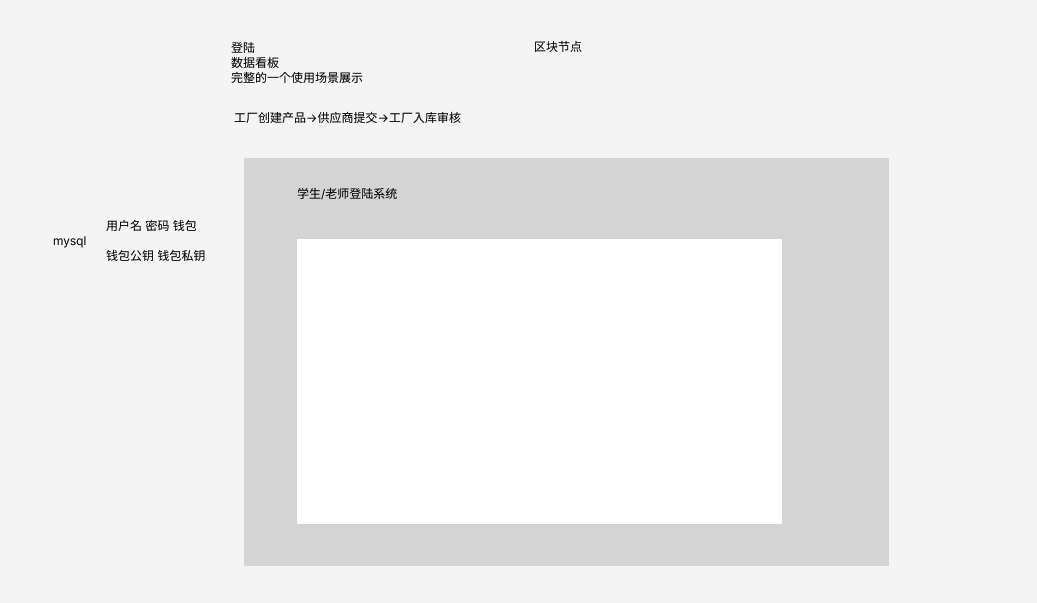 登陆
数据看板
完整的一个使用场景展示
区块节点
工厂创建产品→供应商提交→工厂入库审核
学生/老师登陆系统
用户名 密码 钱包
mysql
钱包公钥 钱包私钥